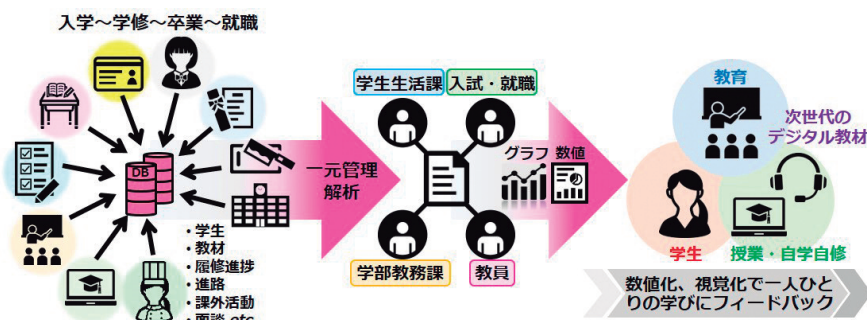 入学～学修～卒業～就職
DB
・学生
・教材
・履修進捗
・進路
・課外活動
・面談 etc
一元管理
解析
学生生活課
入試・就職
学部教務課
教員
グラフ 数値
教育
次世代の
デジタル教材
学生
授業・自学自修
数値化、視覚化で一人ひと
りの学びにフィードバック